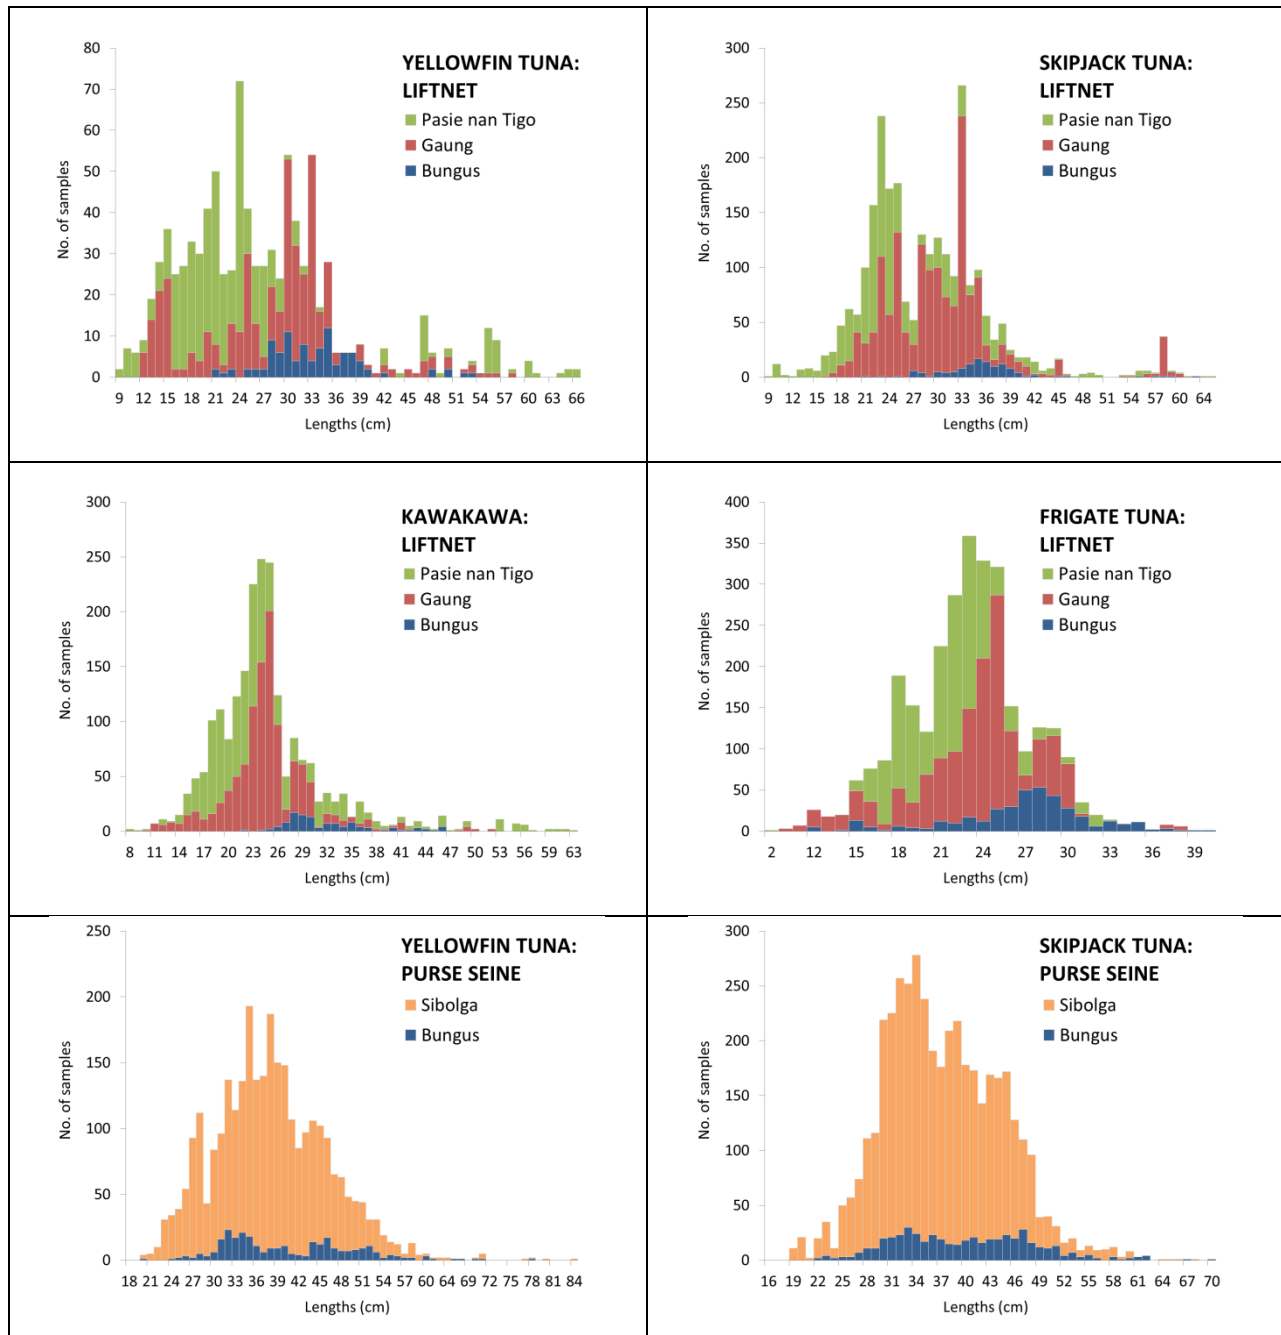 YELLOWFIN TUNA:
LIFTNET
Pasie nan Tigo
Gaung
Bungus
No. of samples
80
70
60
50
40
30
20
10
0
9 12 15 18 21 24 27 30 33 36 39 42 45 48 51 54 57 60 63 66
Lengths (cm)
SKIPJACK TUNA:
LIFTNET
Pasie nan Tigo
Gaung
Bungus
No. of samples
300
250
200
150
100
50
0
9 12 15 18 21 24 27 30 33 36 39 42 45 48 51 54 57 60 64
Lengths (cm)
KAWAKAWA:
LIFTNET
Pasie nan Tigo
Gaung
Bungus
No. of samples
300
250
200
150
100
50
0
8 11 14 17 20 23 26 29 32 35 38 41 44 47 50 53 56 59 63
Lengths (cm)
FRIGATE TUNA:
LIFTNET
Pasie nan Tigo
Gaung
Bungus
No. of samples
400
350
300
250
200
150
100
50
0
2 12 15 18 21 24 27 30 33 36 39
Lengths (cm)
YELLOWFIN TUNA:
PURSE SEINE
Sibolga
Bungus
No. of samples
250
200
150
100
50
0
18 21 24 27 30 33 36 39 42 45 48 51 54 57 60 63 66 69 72 78 81 84
Lengths (cm)
SKIPJACK TUNA:
PURSE SEINE
Sibolga
Bungus
No. of samples
300
250
200
150
100
50
0
16 19 22 25 28 31 34 37 40 43 46 49 52 55 58 61 64 67 70
Lengths (cm)